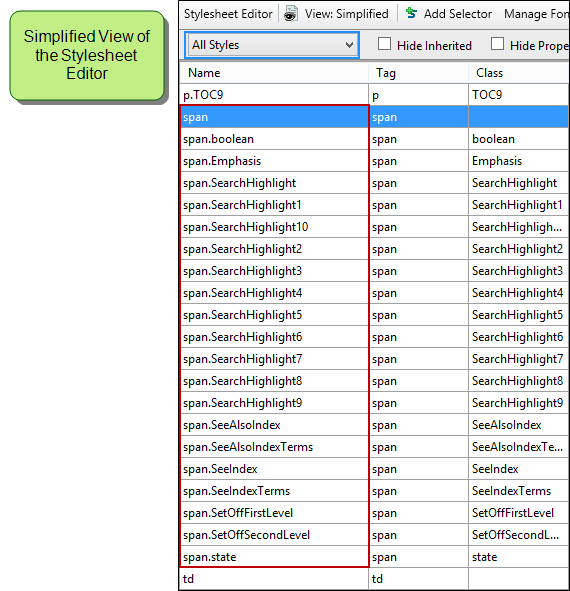 Simplified View of
the Stylesheet
Editor
Stylesheet Editor View: Simplified Add Selector Manage Fon
All Styles Hide Inherited Hide Prope
Name Tag Class
p.TOC9 p TOC9
span span
span.boolean span boolean
span.Emphasis span Emphasis
span.SearchHighlight span SearchHighlight
span.SearchHighlight1 span SearchHighlight1
span.SearchHighlight10 span SearchHighligh...
span.SearchHighlight2 span SearchHighlight2
span.SearchHighlight3 span SearchHighlight3
span.SearchHighlight4 span SearchHighlight4
span.SearchHighlight5 span SearchHighlight5
span.SearchHighlight6 span SearchHighlight6
span.SearchHighlight7 span SearchHighlight7
span.SearchHighlight8 span SearchHighlight8
span.SearchHighlight9 span SearchHighlight9
span.SeeAlsoIndex span SeeAlsoIndex
span.SeeAlsoIndexTerms span SeeAlsoIndexTe...
span.SeeIndex span SeeIndex
span.SeeIndexTerms span SeeIndexTerms
span.SetOffFirstLevel span SetOffFirstLevel
span.SetOffSecondLevel span SetOffSecondL...
span.state span state
td td